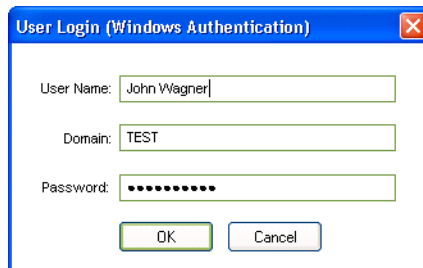 User Login (Windows Authentication)
User Name: John Wagner
Domain: TEST
Password: ••••••••••
OK Cancel